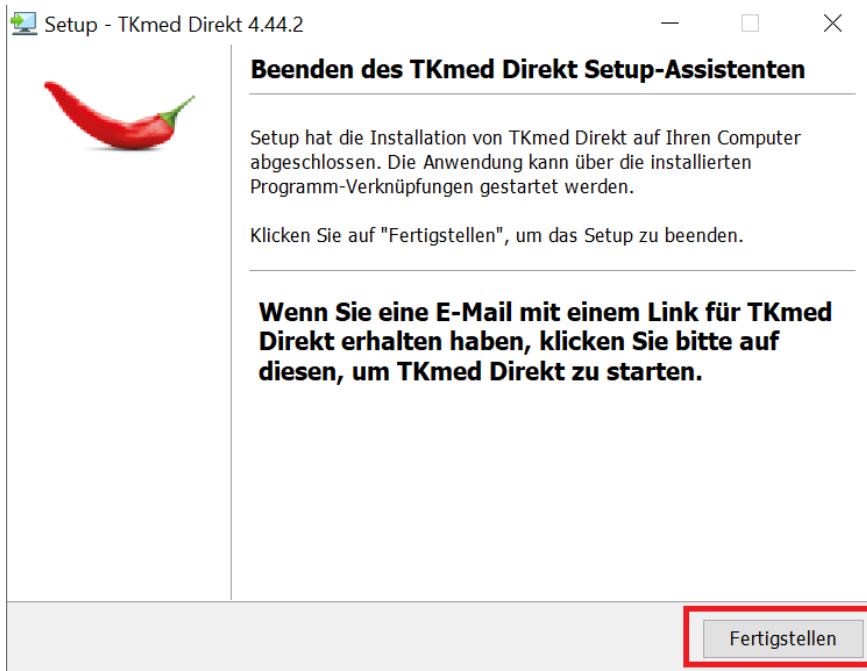 Setup - TKmed Direkt 4.44.2
Beenden des TKmed Direkt Setup-Assistenten
Setup hat die Installation von TKmed Direkt auf Ihren Computer
abgeschlossen. Die Anwendung kann über die installierten
Programm-Verknüpfungen gestartet werden.
Klicken Sie auf "Fertigstellen", um das Setup zu beenden.
Wenn Sie eine E-Mail mit einem Link für TKmed
Direkt erhalten haben, klicken Sie bitte auf
diesen, um TKmed Direkt zu starten.
Fertigstellen